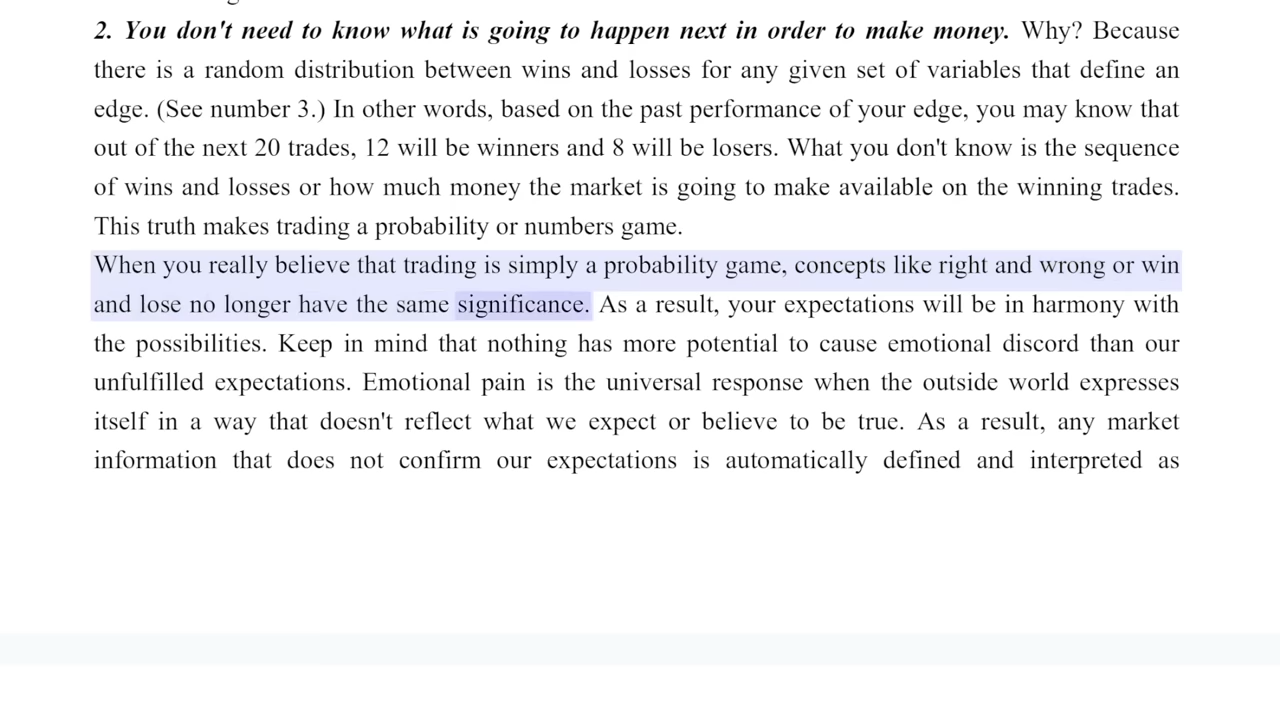 2. You don't need to know what is going to happen next in order to make money. Why? Because
there is a random distribution between wins and losses for any given set of variables that define an
edge. (See number 3.) In other words, based on the past performance of your edge, you may know that
out of the next 20 trades, 12 will be winners and 8 will be losers. What you don't know is the sequence
of wins and losses or how much money the market is going to make available on the winning trades.
This truth makes trading a probability or numbers game.
When you really believe that trading is simply a probability game, concepts like right and wrong or win
and lose no longer have the same significance. As a result, your expectations will be in harmony with
the possibilities. Keep in mind that nothing has more potential to cause emotional discord than our
unfulfilled expectations. Emotional pain is the universal response when the outside world expresses
itself in a way that doesn't reflect what we expect or believe to be true. As a result, any market
information that does not confirm our expectations is automatically defined and interpreted as